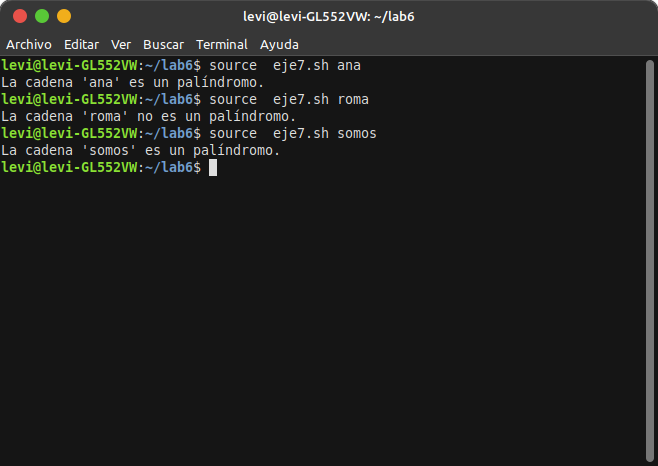 levi@levi-GL552VW: ~/lab6
Archivo Editar Ver Buscar Terminal Ayuda
levi@levi-GL552VW:~/lab6$ source  eje7.sh ana
La cadena 'ana' es un palíndromo.
levi@levi-GL552VW:~/lab6$ source  eje7.sh roma
La cadena 'roma' no es un palíndromo.
levi@levi-GL552VW:~/lab6$ source  eje7.sh somos
La cadena 'somos' es un palíndromo.
levi@levi-GL552VW:~/lab6$